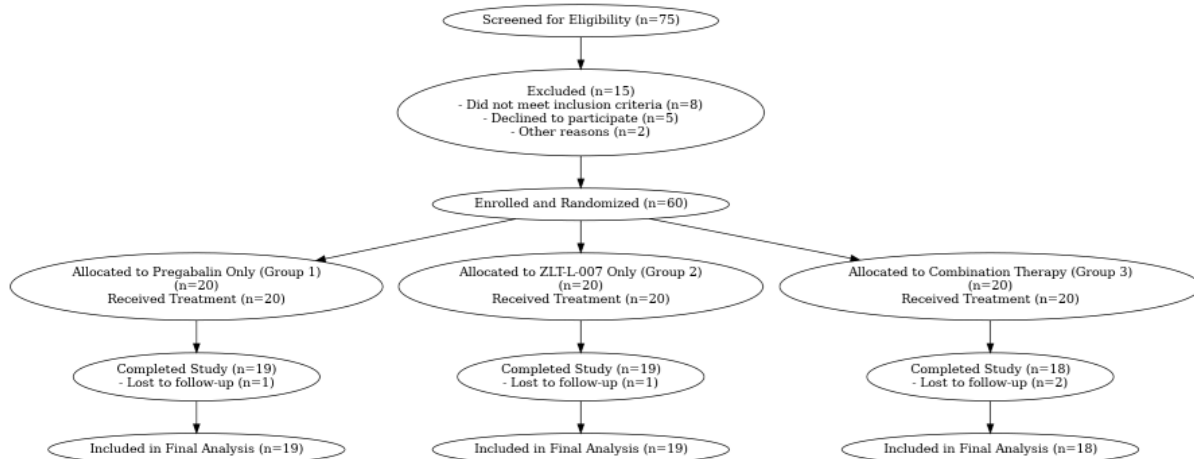 Screened for Eligibility (n=75)
Excluded (n=15)
- Did not meet inclusion criteria (n=8)
- Declined to participate (n=5)
- Other reasons (n=2)
Enrolled and Randomized (n=60)
Allocated to Pregabalin Only (Group 1)
(n=20)
Received Treatment (n=20)
Allocated to ZLT-L-007 Only (Group 2)
(n=20)
Received Treatment (n=20)
Allocated to Combination Therapy (Group 3)
(n=20)
Received Treatment (n=20)
Completed Study (n=19)
- Lost to follow-up (n=1)
Completed Study (n=19)
- Lost to follow-up (n=1)
Completed Study (n=18)
- Lost to follow-up (n=2)
Included in Final Analysis (n=19)
Included in Final Analysis (n=19)
Included in Final Analysis (n=18)